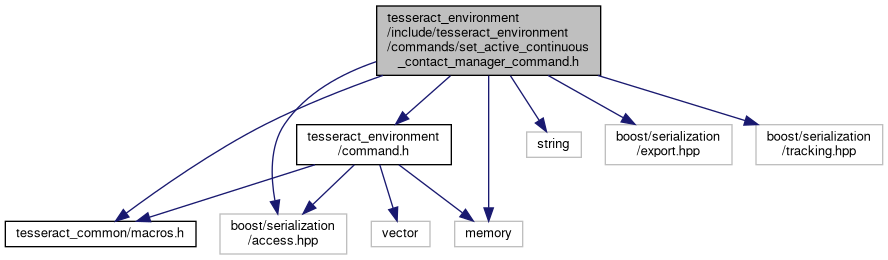 tesseract_environment
/include/tesseract_environment
/commands/set_active_continuous
_contact_manager_command.h
tesseract_environment
/command.h
string
boost/serialization
/export.hpp
boost/serialization
/tracking.hpp
tesseract_common/macros.h
boost/serialization
/access.hpp
vector
memory